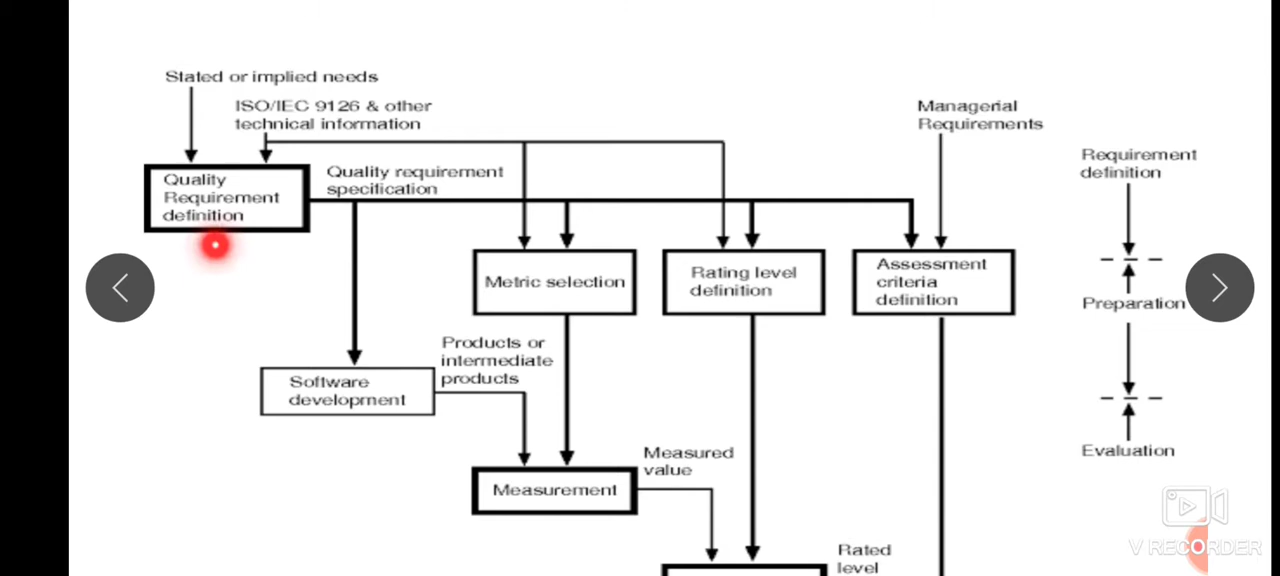 Stated or implied needs
ISO/IEC 9126 & other
technical information
Managerial
Requirements
Requirement
definition
Quality
Requirement
definition
Quality requirement
specification
Metric selection
Rating level
definition
Assessment
criteria
definition
Preparation
Products or
intermediate
products
Software
development
Measured
value
Evaluation
Measurement
Rated
level
V RECORDER